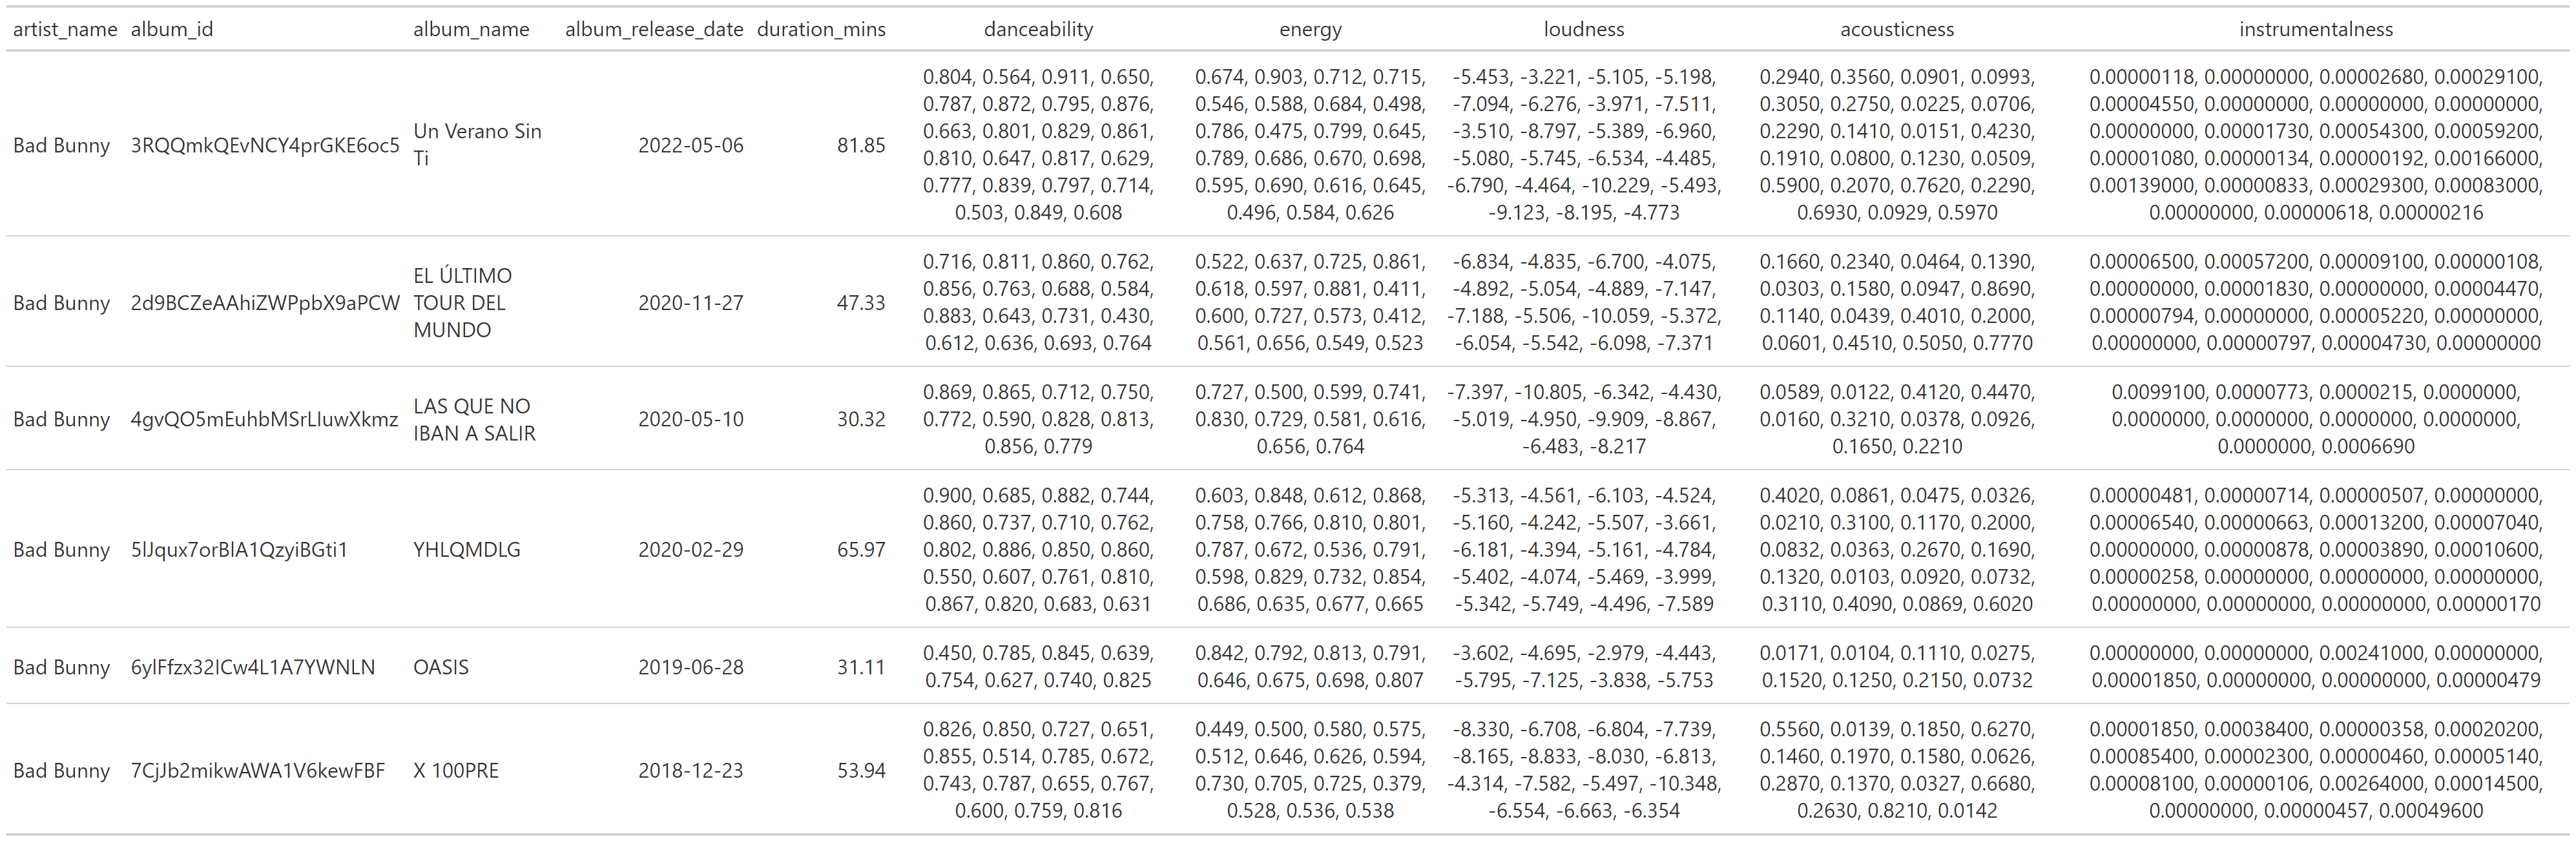 artist_name album_id album_name album_release_date duration_mins danceability energy loudness acousticness instrumentalness
0.804, 0.564, 0.911, 0.650, 0.674, 0.903, 0.712, 0.715, -5.453, -3.221, -5.105, -5.198, 0.2940, 0.3560, 0.0901, 0.0993, 0.00000118, 0.00000000, 0.00002680, 0.00029100,
0.787, 0.872, 0.795, 0.876, 0.546, 0.588, 0.684, 0.498, -7.094, -6.276, -3.971, -7.511, 0.3050, 0.2750, 0.0225, 0.0706, 0.00004550, 0.00000000, 0.00000000, 0.00000000,
Un Verano Sin 0.663, 0.801, 0.829, 0.861, 0.786, 0.475, 0.799, 0.645, -3.510, -8.797, -5.389, -6.960, 0.2290, 0.1410, 0.0151, 0.4230, 0.00000000, 0.00001730, 0.00054300, 0.00059200,
Bad Bunny 3RQQmkQEvNCY4prGKE6oc5 2022-05-06 81.85
Ti 0.810, 0.647, 0.817, 0.629, 0.789, 0.686, 0.670, 0.698, -5.080, -5.745, -6.534, -4.485, 0.1910, 0.0800, 0.1230, 0.0509, 0.00001080, 0.00000134, 0.00000192, 0.00166000,
0.777, 0.839, 0.797, 0.714, 0.595, 0.690, 0.616, 0.645, -6.790, -4.464, -10.229, -5.493, 0.5900, 0.2070, 0.7620, 0.2290, 0.00139000, 0.00000833, 0.00029300, 0.00083000,
0.503, 0.849, 0.608 0.496, 0.584, 0.626 -9.123, -8.195, -4.773 0.6930, 0.0929, 0.5970 0.00000000, 0.00000618, 0.00000216
EL ÚLTIMO 0.716, 0.811, 0.860, 0.762, 0.522, 0.637, 0.725, 0.861, -6.834, -4.835, -6.700, -4.075, 0.1660, 0.2340, 0.0464, 0.1390, 0.00006500, 0.00057200, 0.00009100, 0.00000108,
0.856, 0.763, 0.688, 0.584, 0.618, 0.597, 0.881, 0.411, -4.892, -5.054, -4.889, -7.147, 0.0303, 0.1580, 0.0947, 0.8690, 0.00000000, 0.00001830, 0.00000000, 0.00004470,
Bad Bunny 2d9BCZeAAhiZWPpbX9aPCW TOUR DEL 2020-11-27 47.33
0.883, 0.643, 0.731, 0.430, 0.600, 0.727, 0.573, 0.412, -7.188, -5.506, -10.059, -5.372, 0.1140, 0.0439, 0.4010, 0.2000, 0.00000794, 0.00000000, 0.00005220, 0.00000000,
MUNDO 0.612, 0.636, 0.693, 0.764 0.561, 0.656, 0.549, 0.523 -6.054, -5.542, -6.098, -7.371 0.0601, 0.4510, 0.5050, 0.7770 0.00000000, 0.00000797, 0.00004730, 0.00000000
0.869, 0.865, 0.712, 0.750, 0.727, 0.500, 0.599, 0.741, -7.397, -10.805, -6.342, -4.430, 0.0589, 0.0122, 0.4120, 0.4470, 0.0099100, 0.0000773, 0.0000215, 0.0000000,
LAS QUE NO
Bad Bunny 4gvQO5mEuhbMSrLIuwXkmz 2020-05-10 30.32 0.772, 0.590, 0.828, 0.813, 0.830, 0.729, 0.581, 0.616, -5.019, -4.950, -9.909, -8.867, 0.0160, 0.3210, 0.0378, 0.0926, 0.0000000, 0.0000000, 0.0000000, 0.0000000,
IBAN A SALIR
0.856, 0.779 0.656, 0.764 -6.483, -8.217 0.1650, 0.2210 0.0000000, 0.0006690
0.900, 0.685, 0.882, 0.744, 0.603, 0.848, 0.612, 0.868, -5.313, -4.561, -6.103, -4.524, 0.4020, 0.0861, 0.0475, 0.0326, 0.00000481, 0.00000714, 0.00000507, 0.00000000,
0.860, 0.737, 0.710, 0.762, 0.758, 0.766, 0.810, 0.801, -5.160, -4.242, -5.507, -3.661, 0.0210, 0.3100, 0.1170, 0.2000, 0.00006540, 0.00000663, 0.00013200, 0.00007040,
Bad Bunny 5lJqux7orBlA1QzyiBGti1 YHLQMDLG 2020-02-29 65.97 0.802, 0.886, 0.850, 0.860, 0.787, 0.672, 0.536, 0.791, -6.181, -4.394, -5.161, -4.784, 0.0832, 0.0363, 0.2670, 0.1690, 0.00000000, 0.00000878, 0.00003890, 0.00010600,
0.550, 0.607, 0.761, 0.810, 0.598, 0.829, 0.732, 0.854, -5.402, -4.074, -5.469, -3.999, 0.1320, 0.0103, 0.0920, 0.0732, 0.00000258, 0.00000000, 0.00000000, 0.00000000,
0.867, 0.820, 0.683, 0.631 0.686, 0.635, 0.677, 0.665 -5.342, -5.749, -4.496, -7.589 0.3110, 0.4090, 0.0869, 0.6020 0.00000000, 0.00000000, 0.00000000, 0.00000170
0.450, 0.785, 0.845, 0.639, 0.842, 0.792, 0.813, 0.791, -3.602, -4.695, -2.979, -4.443, 0.0171, 0.0104, 0.1110, 0.0275, 0.00000000, 0.00000000, 0.00241000, 0.00000000,
Bad Bunny 6ylFfzx32ICw4L1A7YWNLN OASIS 2019-06-28 31.11
0.754, 0.627, 0.740, 0.825 0.646, 0.675, 0.698, 0.807 -5.795, -7.125, -3.838, -5.753 0.1520, 0.1250, 0.2150, 0.0732 0.00001850, 0.00000000, 0.00000000, 0.00000479
0.826, 0.850, 0.727, 0.651, 0.449, 0.500, 0.580, 0.575, -8.330, -6.708, -6.804, -7.739, 0.5560, 0.0139, 0.1850, 0.6270, 0.00001850, 0.00038400, 0.00000358, 0.00020200,
0.855, 0.514, 0.785, 0.672, 0.512, 0.646, 0.626, 0.594, -8.165, -8.833, -8.030, -6.813, 0.1460, 0.1970, 0.1580, 0.0626, 0.00085400, 0.00002300, 0.00000460, 0.00005140,
Bad Bunny 7CjJb2mikwAWA1V6kewFBF X 100PRE 2018-12-23 53.94
0.743, 0.787, 0.655, 0.767, 0.730, 0.705, 0.725, 0.379, -4.314, -7.582, -5.497, -10.348, 0.2870, 0.1370, 0.0327, 0.6680, 0.00008100, 0.00000106, 0.00264000, 0.00014500,
0.600, 0.759, 0.816 0.528, 0.536, 0.538 -6.554, -6.663, -6.354 0.2630, 0.8210, 0.0142 0.00000000, 0.00000457, 0.00049600